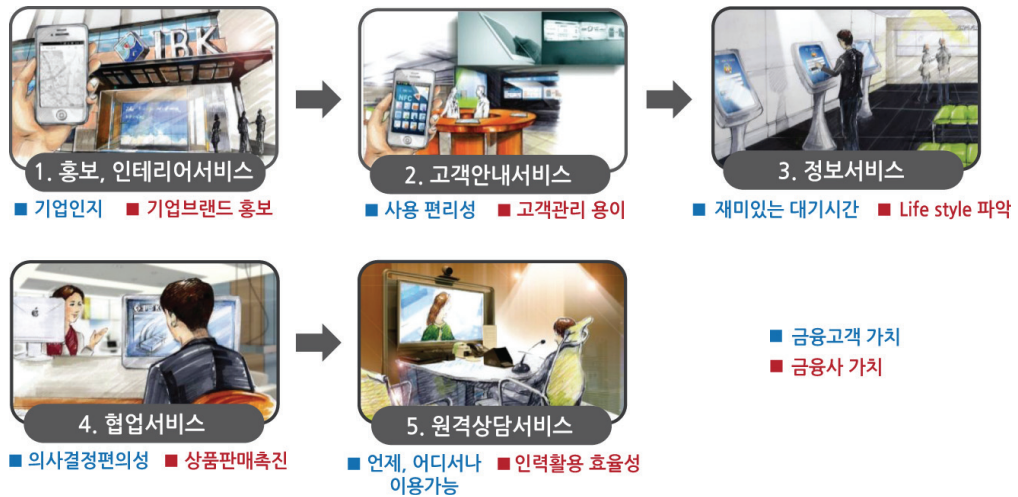 IBK
NFC
1. 홍보, 인테리어서비스
■ 기업인지 ■ 기업브랜드 홍보
2. 고객안내서비스
■ 사용 편리성 ■ 고객관리 용이
3. 정보서비스
■ 재미있는 대기시간 ■ Life style 파악
4. 협업서비스
■ 의사결정편의성 ■ 상품판매촉진
5. 원격상담서비스
■ 언제, 어디서나 ■ 인력활용 효율성
이용가능
■ 금융고객 가치
■ 금융사 가치